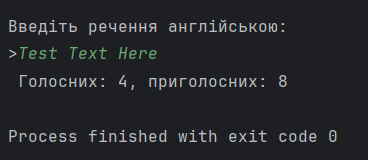 Введіть речення англійською:
>Test Text Here
Голосних: 4, приголосних: 8
Process finished with exit code 0